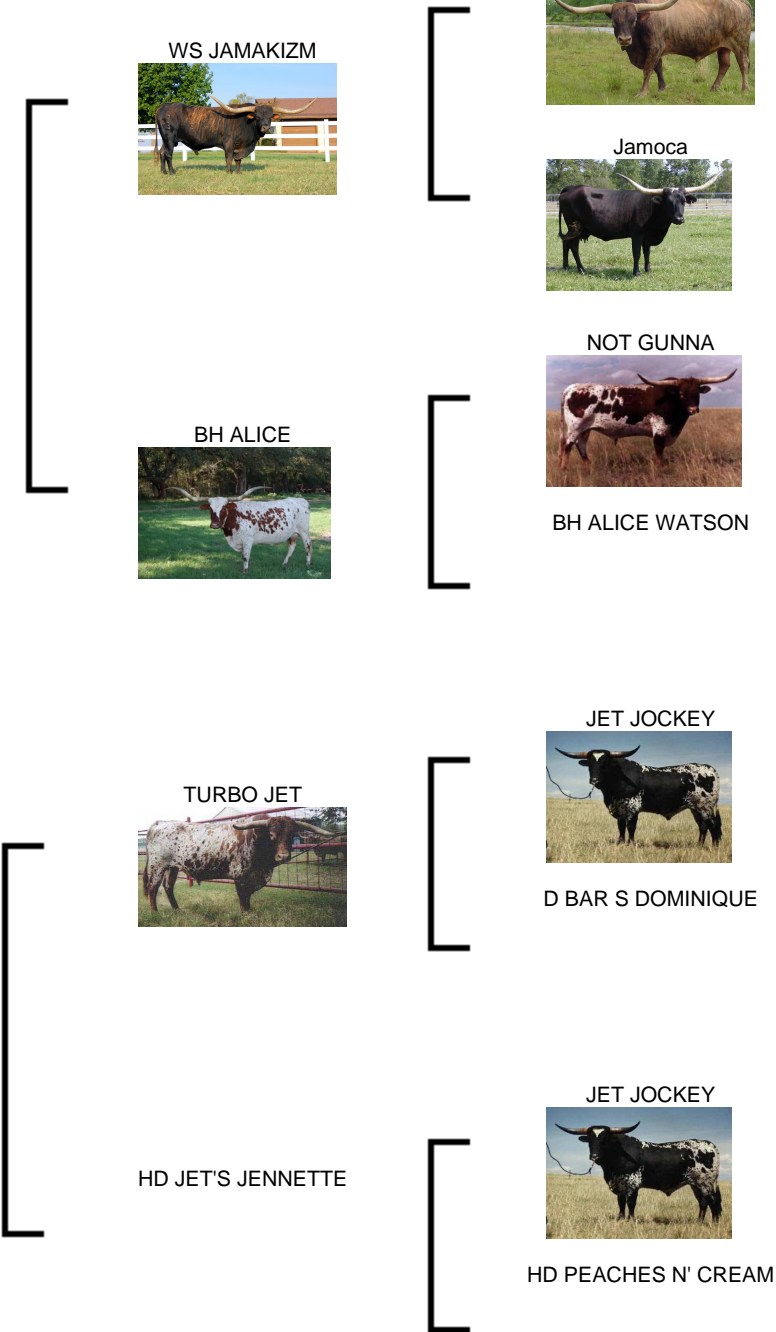 WS JAMAKIZM
Jamoca
NOT GUNNA
BH ALICE
BH ALICE WATSON
JET JOCKEY
TURBO JET
D BAR S DOMINIQUE
JET JOCKEY
HD JET'S JENNETTE
HD PEACHES N' CREAM